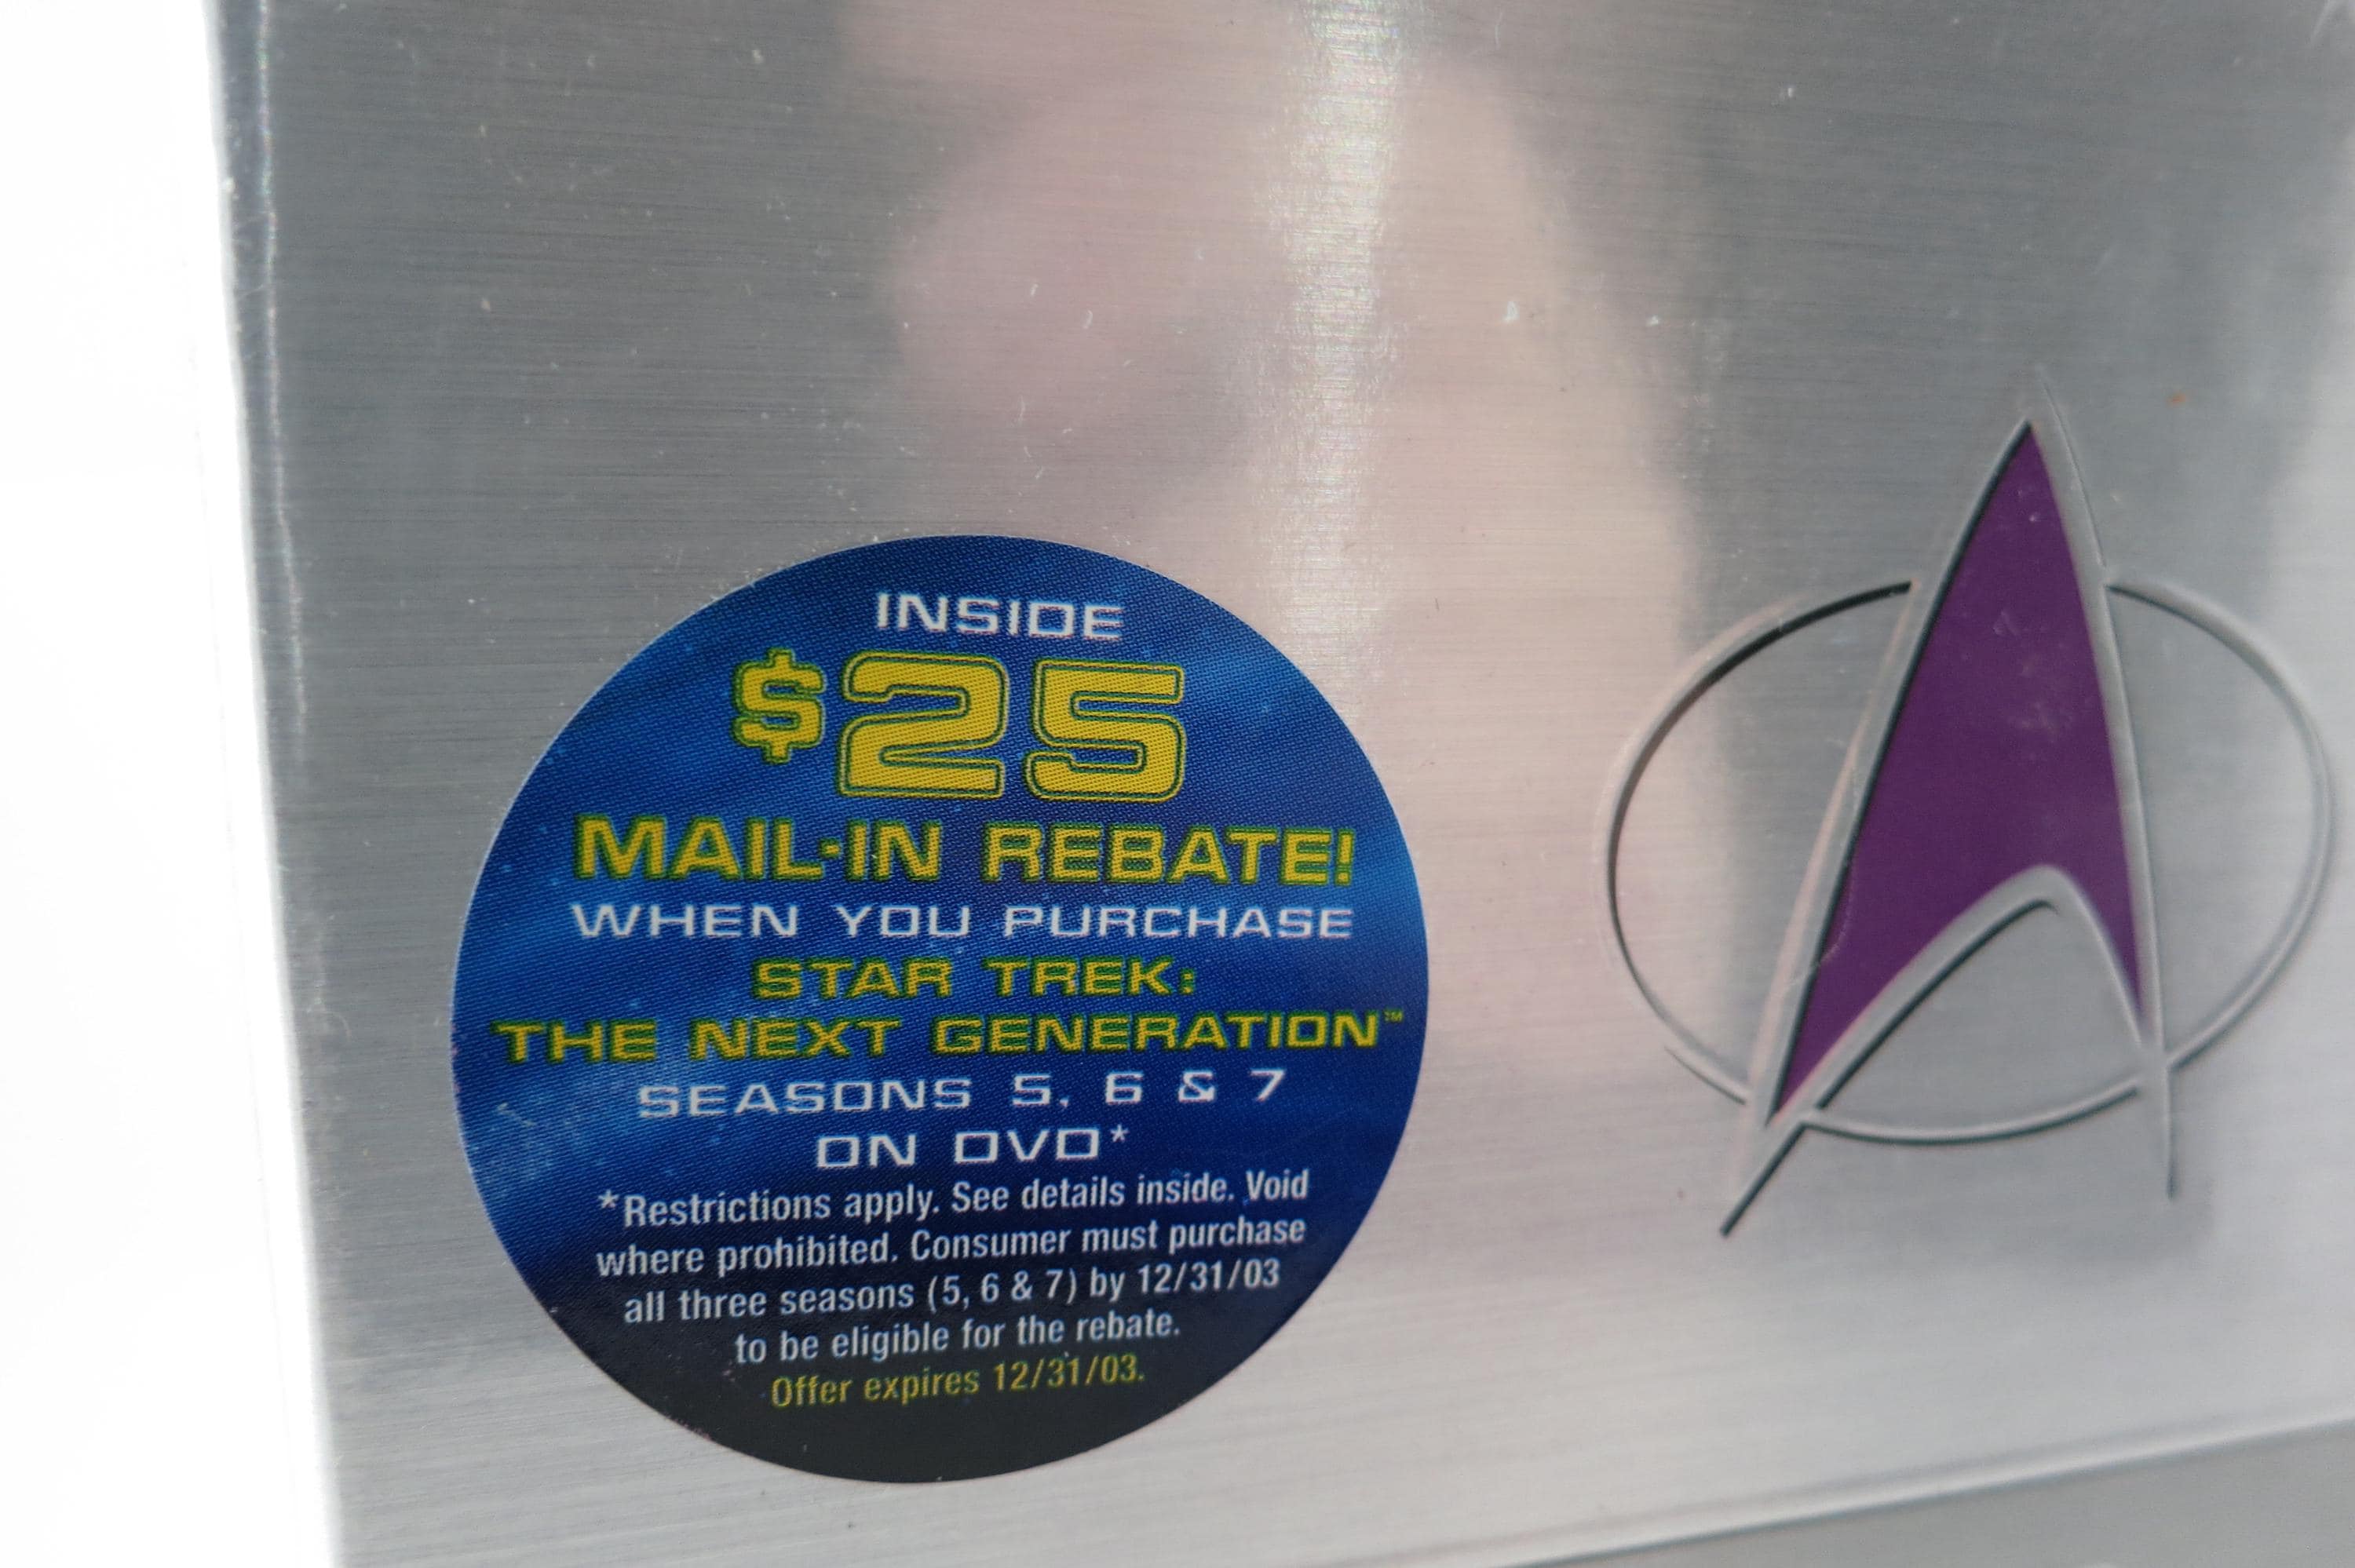 INSIDE
$25
MAIL-IN REBATE!
WHEN YOU PURCHASE
STAR TREK:
THE NEXT GENERATION™
SEASONS 5, 6 & 7
ON DVD*
*Restrictions apply. See details inside. Void
where prohibited. Consumer must purchase
all three seasons (5, 6 & 7) by 12/31/03
to be eligible for the rebate.
Offer expires 12/31/03.